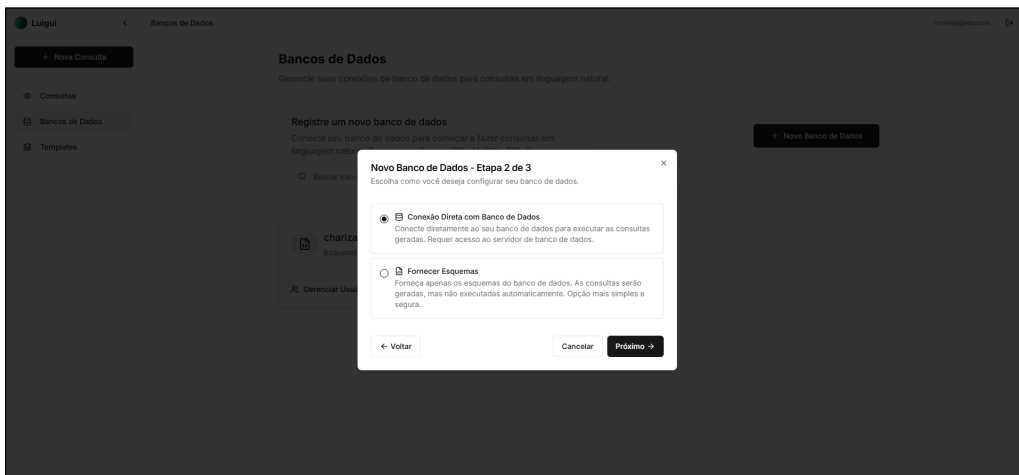 Luigui
Bancos de Dados
+ Nova Consulta
Consultas
Bancos de Dados
Templates
Bancos de Dados
Gerencie suas conexões de banco de dados para consultas em linguagem natural.
Registre um novo banco de dados
Conecte seu banco de dados para começar a fazer consultas em
linguagem natur
+ Novo Banco de Dados
Buscar banc
chariza
Esquema
Gerenciar Usuá
Novo Banco de Dados - Etapa 2 de 3
Escolha como você deseja configurar seu banco de dados.
Conexão Direta com Banco de Dados
Conecte diretamente ao seu banco de dados para executar as consultas
geradas. Requer acesso ao servidor de banco de dados.
Fornecer Esquemas
Forneça apenas os esquemas do banco de dados. As consultas serão
geradas, mas não executadas automaticamente. Opção mais simples e
segura.
← Voltar
Cancelar
Próximo →